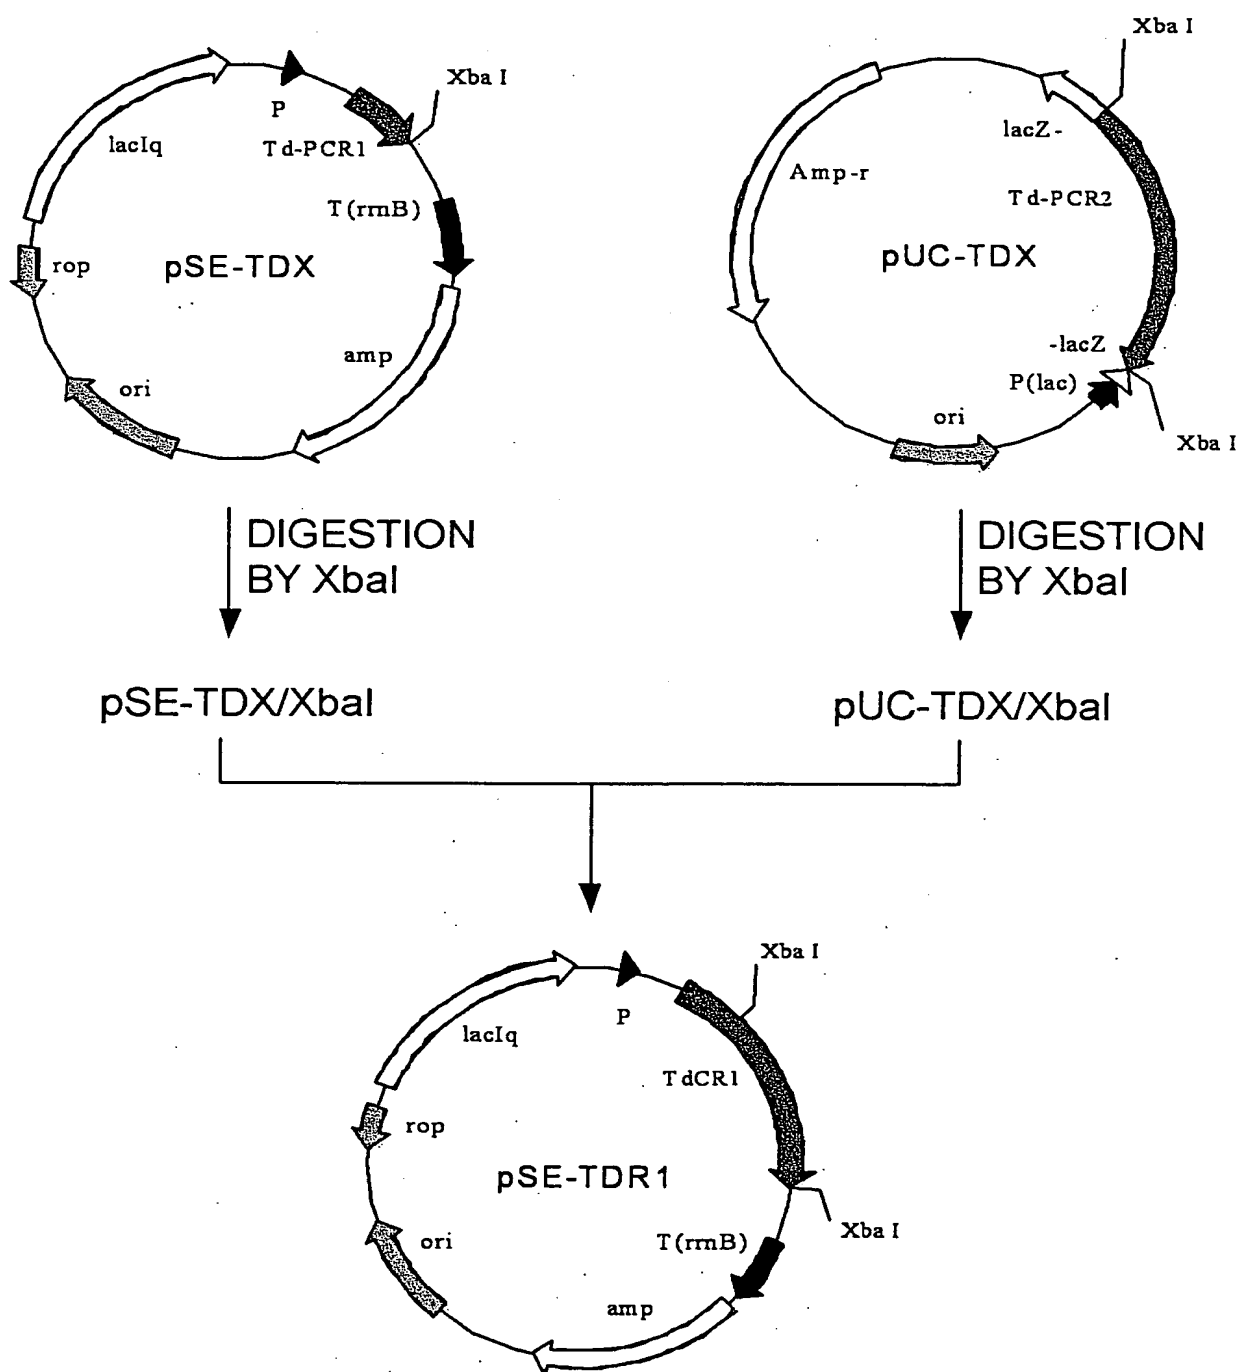 Xba I
P
lacIq
Td-PCR1
T(rrnB)
rop
pSE-TDX
amp
ori
Xba I
lacZ-
Amp-r
Td-PCR2
pUC-TDX
-lacZ
P(lac)
ori
Xba I
DIGESTION
BY XbaI
DIGESTION
BY XbaI
pSE-TDX/XbaI
pUC-TDX/XbaI
Xba I
P
lacIq
TdCR1
rop
pSE-TDR1
Xba I
ori
T(rrnB)
amp